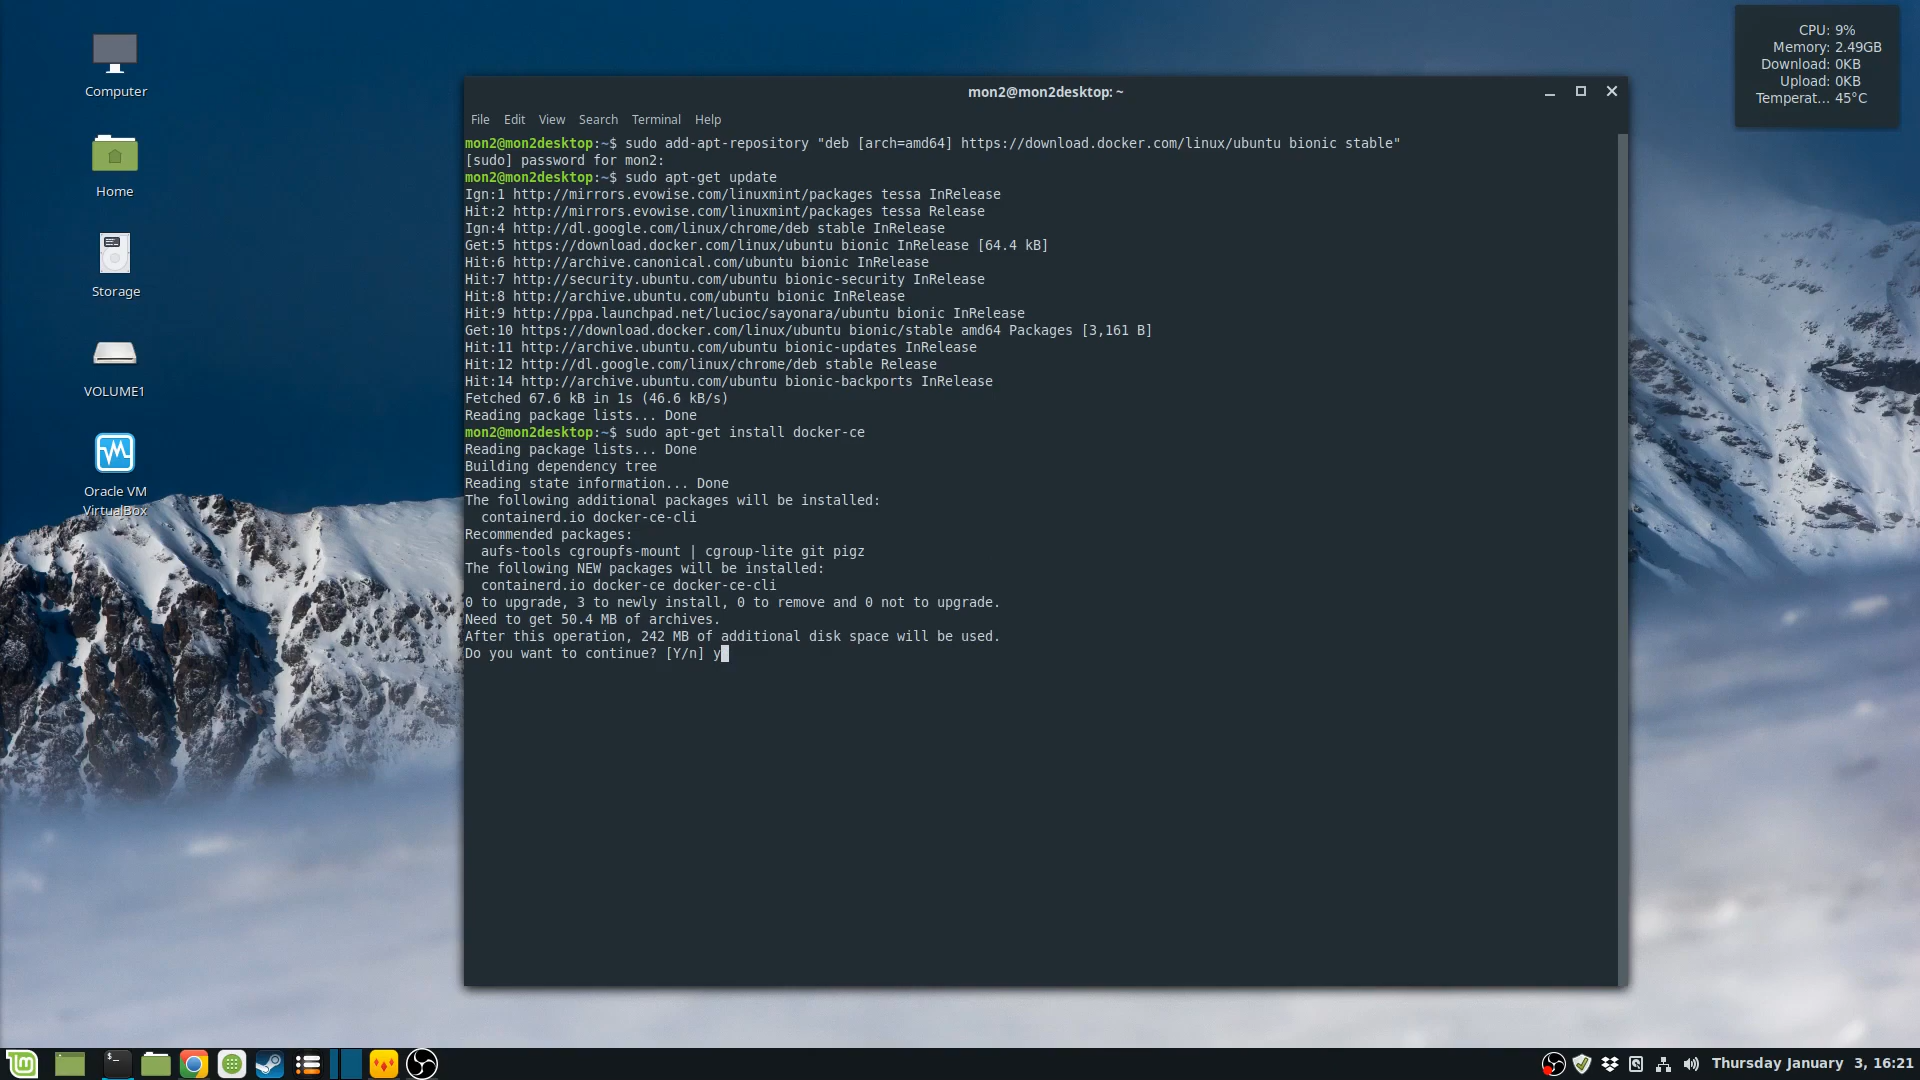 Computer
Home
Storage
VOLUME1
Oracle VM
VirtualBox
mon2@mon2desktop: ~
File Edit View Search Terminal Help
mon2@mon2desktop:~$ sudo add-apt-repository "deb [arch=amd64] https://download.docker.com/linux/ubuntu bionic stable"
[sudo] password for mon2:
mon2@mon2desktop:~$ sudo apt-get update
Ign:1 http://mirrors.evowise.com/linuxmint/packages tessa InRelease
Hit:2 http://mirrors.evowise.com/linuxmint/packages tessa Release
Ign:4 http://dl.google.com/linux/chrome/deb stable InRelease
Get:5 https://download.docker.com/linux/ubuntu bionic InRelease [64.4 kB]
Hit:6 http://archive.canonical.com/ubuntu bionic InRelease
Hit:7 http://security.ubuntu.com/ubuntu bionic-security InRelease
Hit:8 http://archive.ubuntu.com/ubuntu bionic InRelease
Hit:9 http://ppa.launchpad.net/lucioc/sayonara/ubuntu bionic InRelease
Get:10 https://download.docker.com/linux/ubuntu bionic/stable amd64 Packages [3,161 B]
Hit:11 http://archive.ubuntu.com/ubuntu bionic-updates InRelease
Hit:12 http://dl.google.com/linux/chrome/deb stable Release
Hit:14 http://archive.ubuntu.com/ubuntu bionic-backports InRelease
Fetched 67.6 kB in 1s (46.6 kB/s)
Reading package lists... Done
mon2@mon2desktop:~$ sudo apt-get install docker-ce
Reading package lists... Done
Building dependency tree
Reading state information... Done
The following additional packages will be installed:
containerd.io docker-ce-cli
Recommended packages:
aufs-tools cgroupfs-mount | cgroup-lite git pigz
The following NEW packages will be installed:
containerd.io docker-ce docker-ce-cli
0 to upgrade, 3 to newly install, 0 to remove and 0 not to upgrade.
Need to get 50.4 MB of archives.
After this operation, 242 MB of additional disk space will be used.
Do you want to continue? [Y/n] y
CPU: 9%
Memory: 2.49GB
Download: 0KB
Upload: 0KB
Temperat... 45°C
Thursday January 3, 16:21